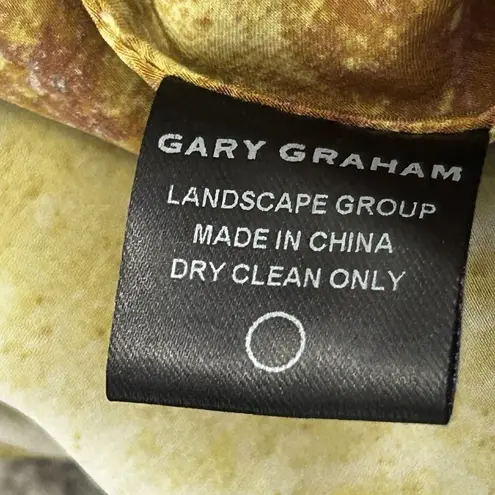 GARY GRAHAM
LANDSCAPE GROUP
MADE IN CHINA
DRY CLEAN ONLY